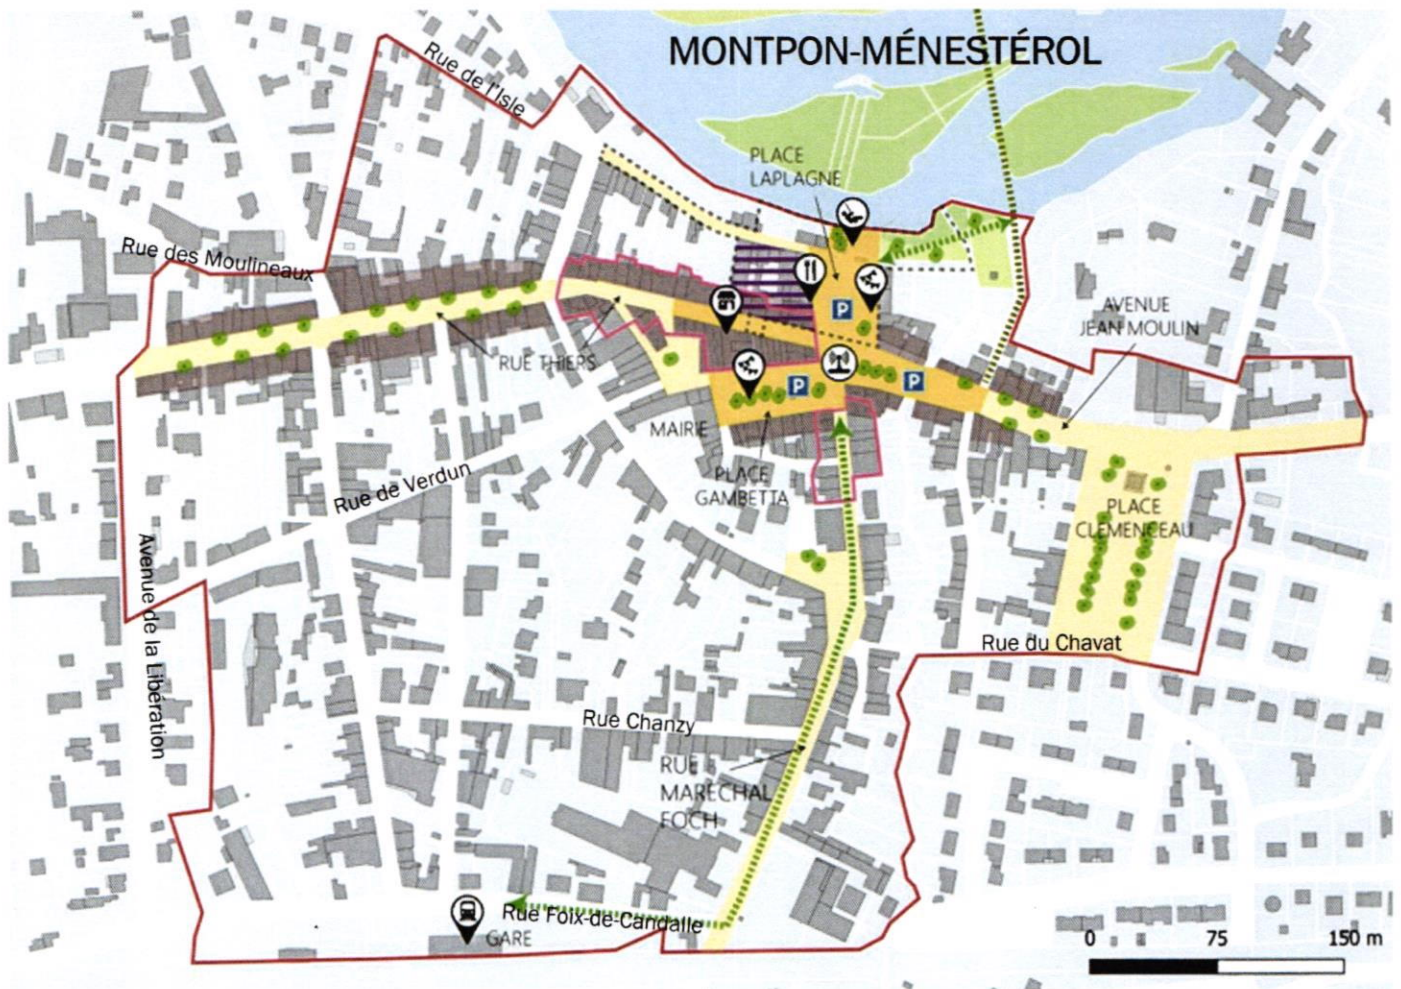 MONTPON-MÉNESTÉROL
Rue de l'Isle
PLACE
LAPLAGNE
Rue des Moulineaux
P
AVENUE
JEAN MOULIN
RUE THIERS
P
P
MAIRIE
PLACE
GAMBETTA
Rue de Verdun
PLACE
CLEMENCEAU
Avenue de la Libération
Rue du Chavat
Rue Chanzy
RUE
MARÉCHAL
FOCH
Rue Foix-de-Candalle
GARE
0 75 150 m